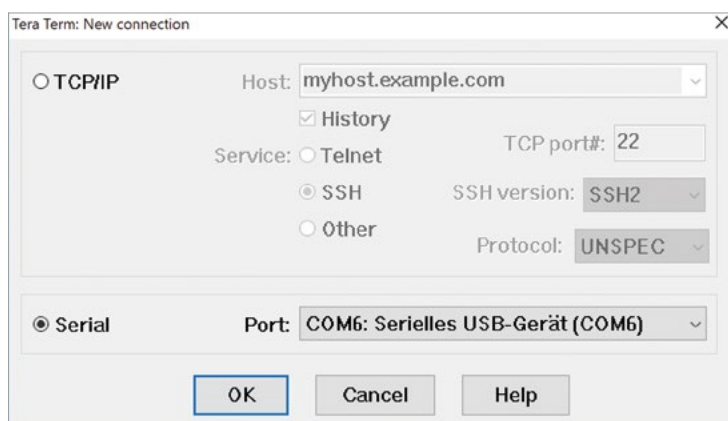 Tera Term: New connection
TCP/IP
Host: myhost.example.com
History
Service: Telnet
TCP port#: 22
SSH
SSH version: SSH2
Other
Protocol: UNSPEC
Serial
Port: COM6: Serielles USB-Gerät (COM6)
OK
Cancel
Help